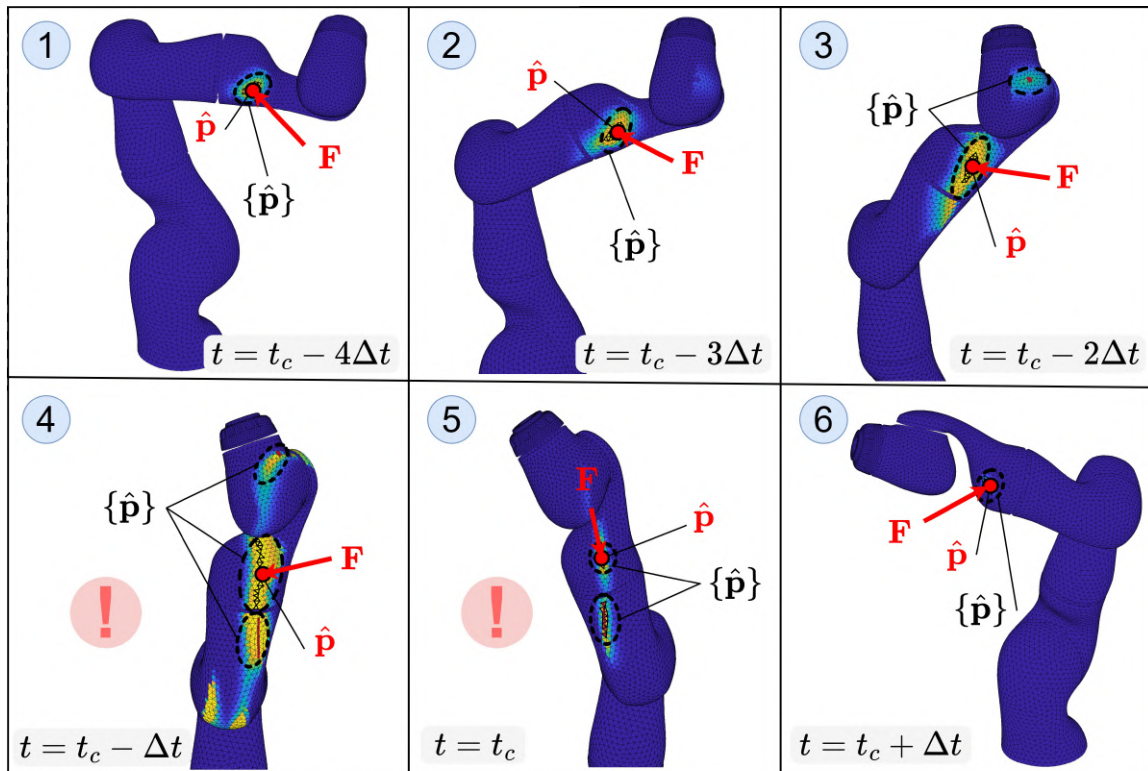 1
p̂
F
{p̂}
t = t_c − 4Δt
2
p̂
F
{p̂}
t = t_c − 3Δt
3
{p̂}
F
p̂
t = t_c − 2Δt
4
{p̂}
F
!
p̂
t = t_c − Δt
5
F
p̂
{p̂}
!
t = t_c
6
F
p̂
{p̂}
t = t_c + Δt